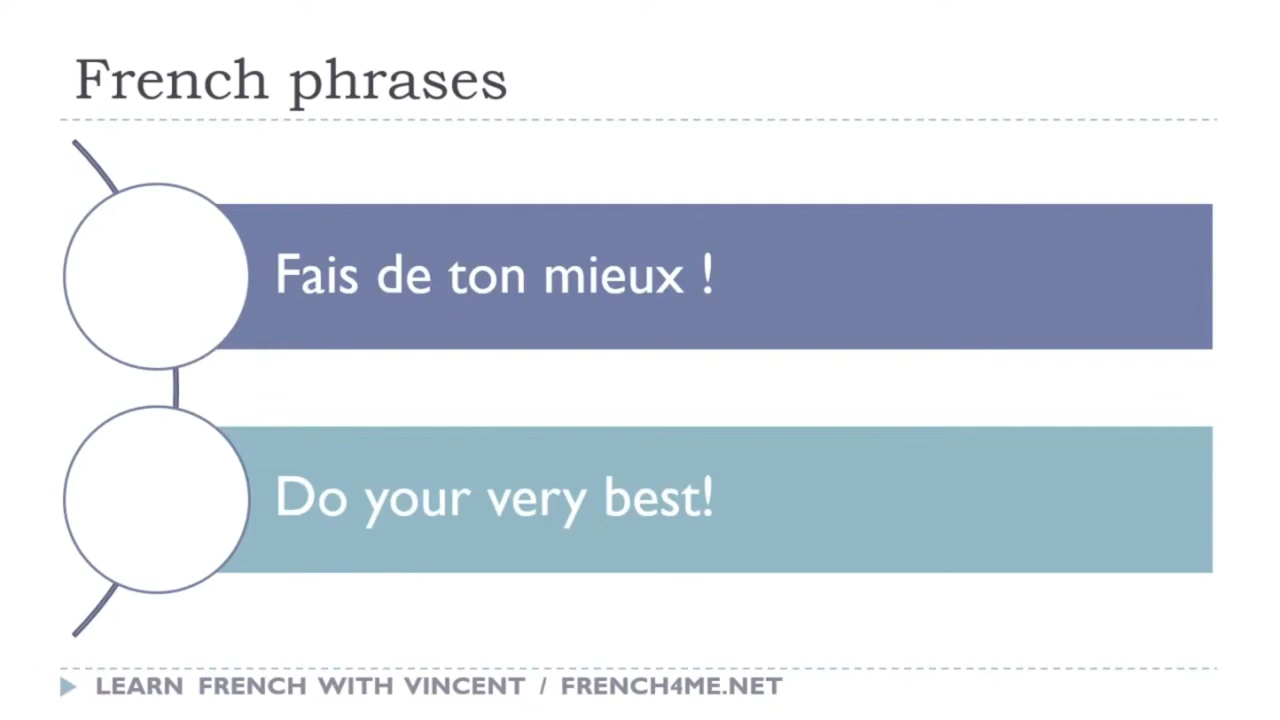 French phrases
Fais de ton mieux !
Do your very best!
LEARN FRENCH WITH VINCENT / FRENCH4ME.NET